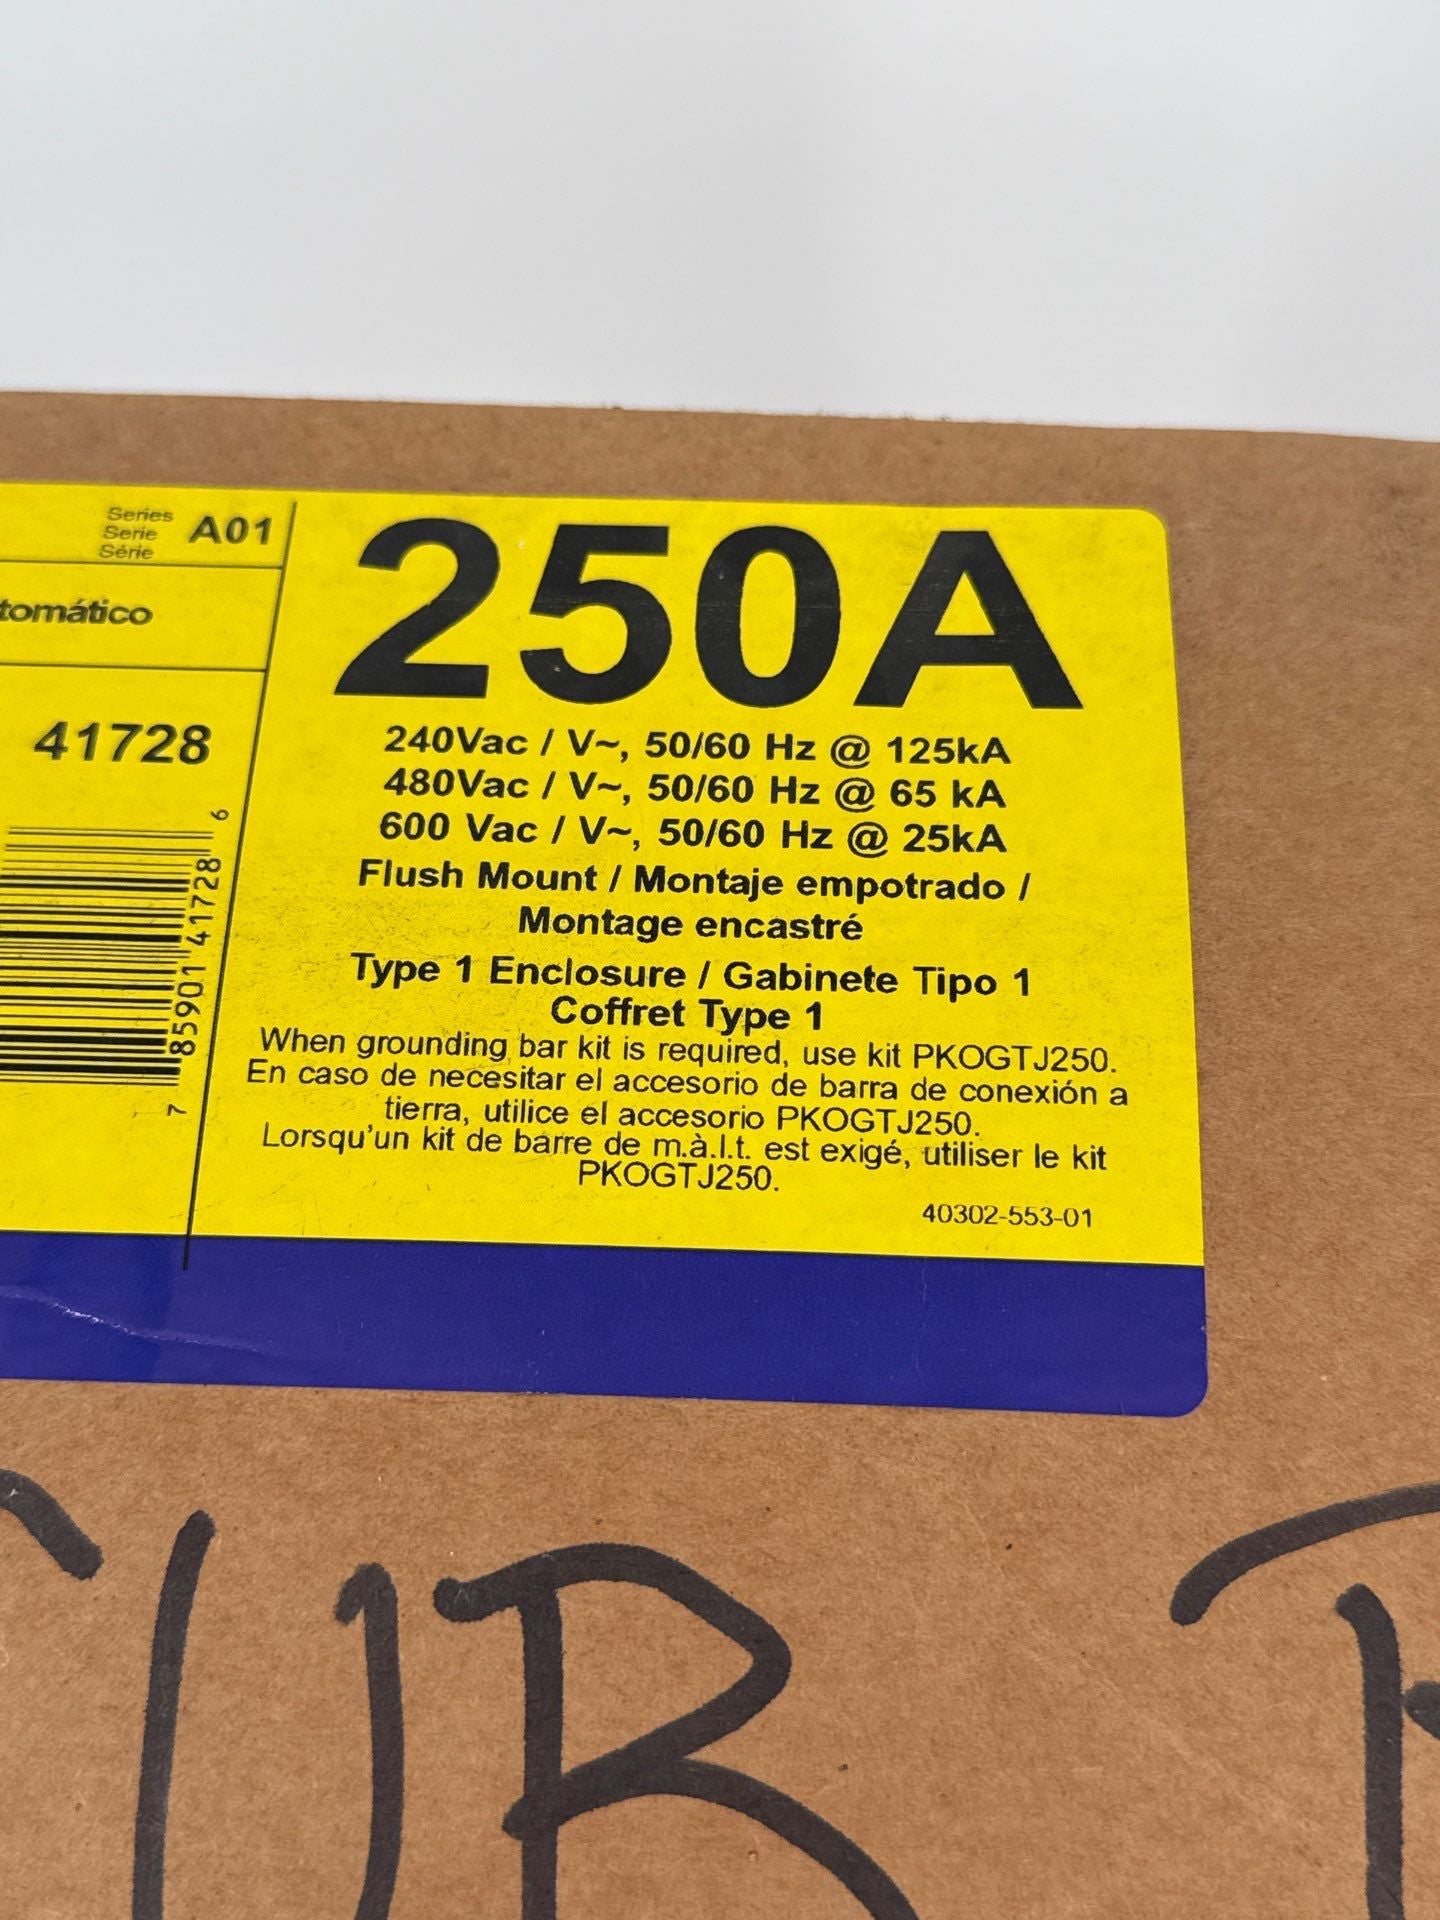 Series
Serie
Série
A01
tomático
41728
7 85901 41728 6
250A
240Vac / V~, 50/60 Hz @ 125kA
480Vac / V~, 50/60 Hz @ 65 kA
600 Vac / V~, 50/60 Hz @ 25kA
Flush Mount / Montaje empotrado /
Montage encastré
Type 1 Enclosure / Gabinete Tipo 1
Coffret Type 1
When grounding bar kit is required, use kit PKOGTJ250.
En caso de necesitar el accesorio de barra de conexión a
tierra, utilice el accesorio PKOGTJ250.
Lorsqu'un kit de barre de m.à.l.t. est exigé, utiliser le kit
PKOGTJ250.
40302-553-01
UR